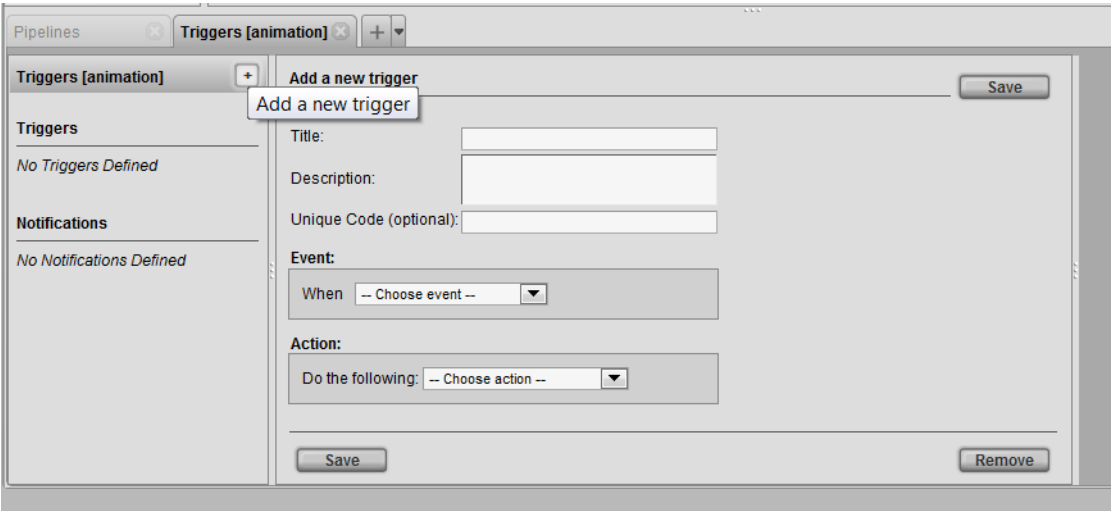 Pipelines
Triggers [animation]
Triggers [animation]
+
Add a new trigger
Add a new trigger
Save
Triggers
No Triggers Defined
Notifications
No Notifications Defined
Title:
Description:
Unique Code (optional):
Event:
When -- Choose event --
Action:
Do the following: -- Choose action --
Save
Remove